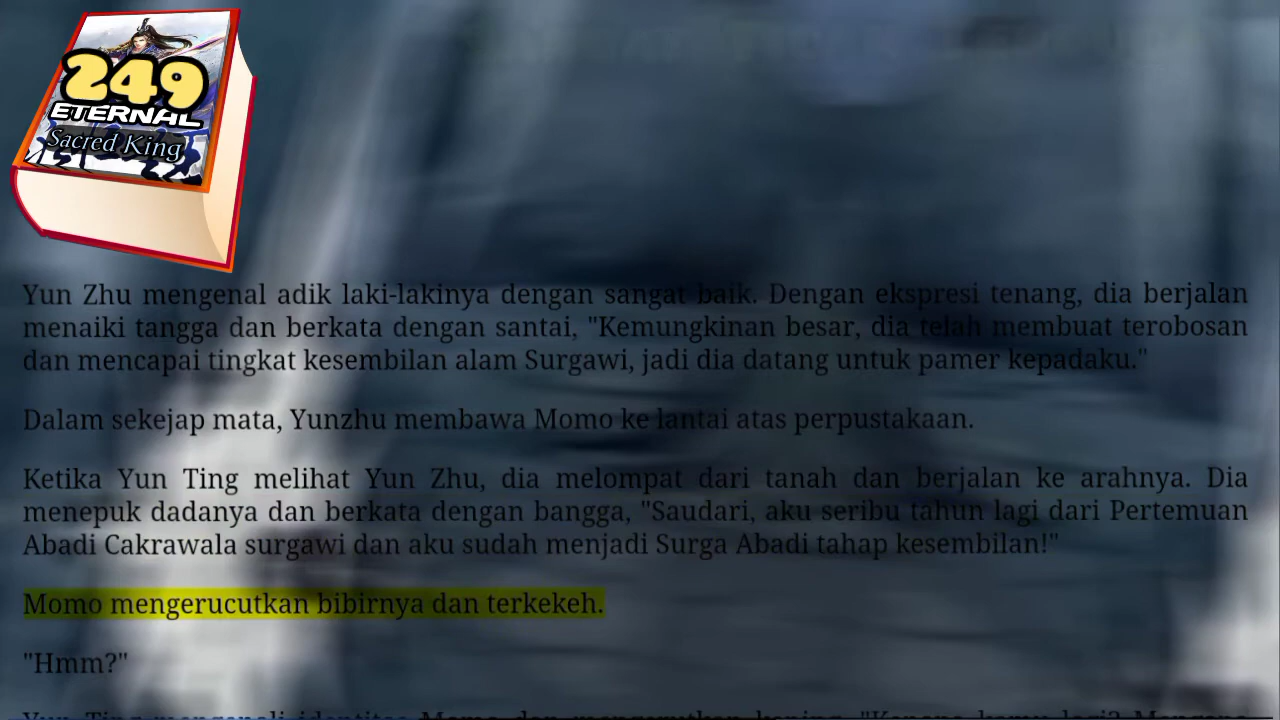 249
ETERNAL
Sacred King
Yun Zhu mengenal adik laki-lakinya dengan sangat baik. Dengan ekspresi tenang, dia berjalan
menaiki tangga dan berkata dengan santai, "Kemungkinan besar, dia telah membuat terobosan
dan mencapai tingkat kesembilan alam Surgawi, jadi dia datang untuk pamer kepadaku."
Dalam sekejap mata, Yunzhu membawa Momo ke lantai atas perpustakaan.
Ketika Yun Ting melihat Yun Zhu, dia melompat dari tanah dan berjalan ke arahnya. Dia
menepuk dadanya dan berkata dengan bangga, "Saudari, aku seribu tahun lagi dari Pertemuan
Abadi Cakrawala surgawi dan aku sudah menjadi Surga Abadi tahap kesembilan!"
Momo mengerucutkan bibirnya dan terkekeh.
"Hmm?"